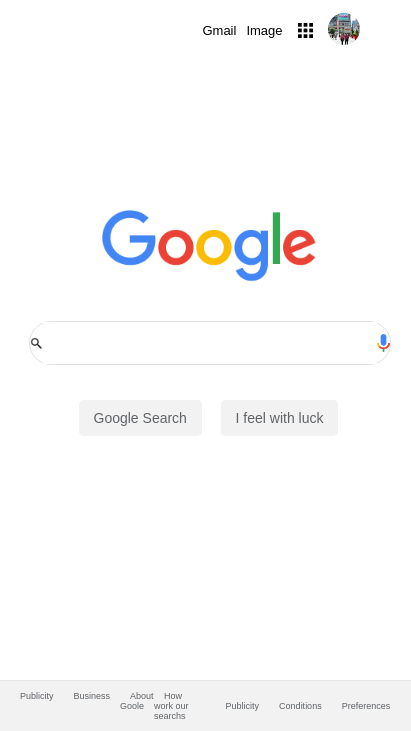 Gmail Image
Google
Google Search I feel with luck
Publicity Business About Goole How work our searchs Publicity Conditions Preferences